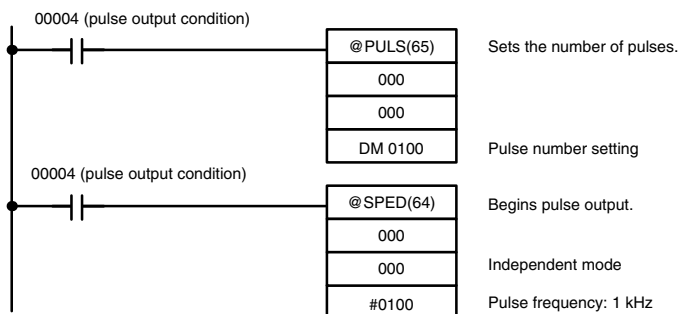 00004 (pulse output condition)
@PULS(65) Sets the number of pulses.
000
000
DM 0100 Pulse number setting
00004 (pulse output condition)
@SPED(64) Begins pulse output.
000
000 Independent mode
#0100 Pulse frequency: 1 kHz